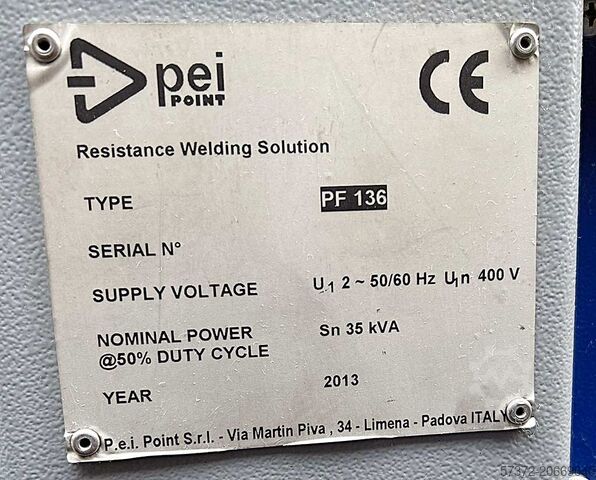 pei
POINT
CE
Resistance Welding Solution
TYPE PF 136
SERIAL N°
SUPPLY VOLTAGE U1 2 ~ 50/60 Hz U1n 400 V
NOMINAL POWER Sn 35 kVA
@50% DUTY CYCLE
YEAR 2013
P.e.i. Point S.r.l. - Via Martin Piva , 34 - Limena - Padova ITALY